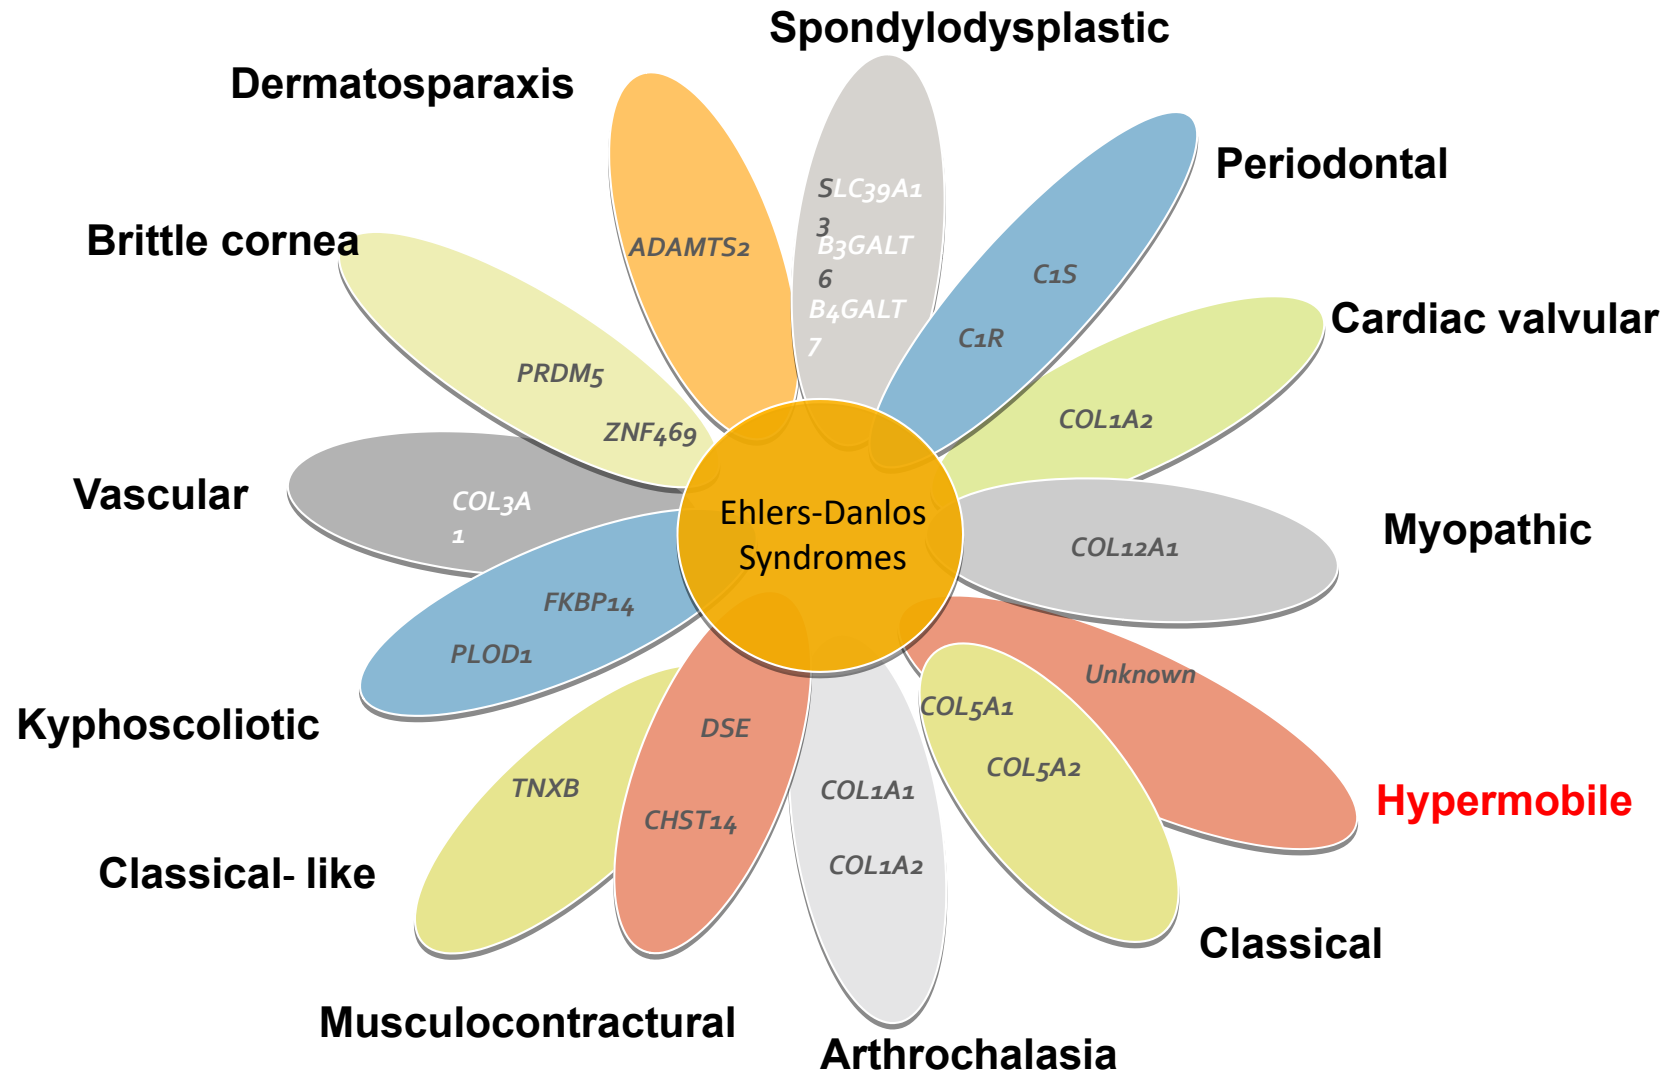 Spondylodysplastic
Dermatosparaxis
Periodontal
Brittle cornea
SLC39A1
3
B3GALT
6
B4GALT
7
ADAMTS2
C1S
C1R
Cardiac valvular
PRDM5
ZNF469
COL1A2
Vascular
COL3A
1
Ehlers-Danlos
Syndromes
Myopathic
COL12A1
FKBP14
PLOD1
Unknown
COL5A1
COL5A2
Kyphoscoliotic
DSE
CHST14
TNXB
COL1A1
COL1A2
Hypermobile
Classical- like
Classical
Musculocontractural
Arthrochalasia